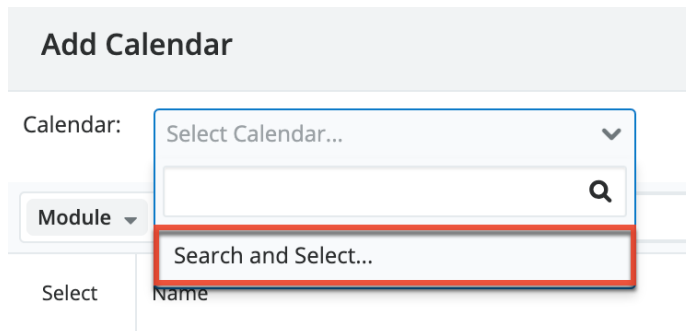 Add Calendar
Calendar:
Select Calendar...
Module
Search and Select...
Select
Name